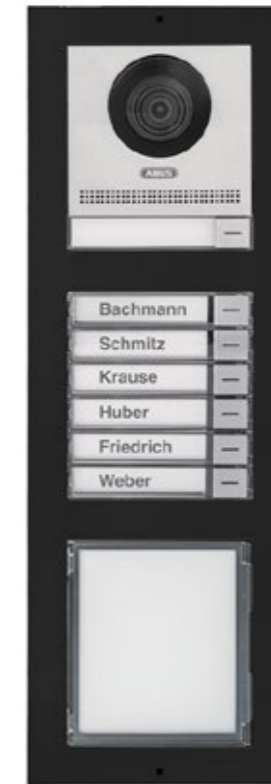 ABUS
Bachmann
Schmitz
Krause
Huber
Friedrich
Weber